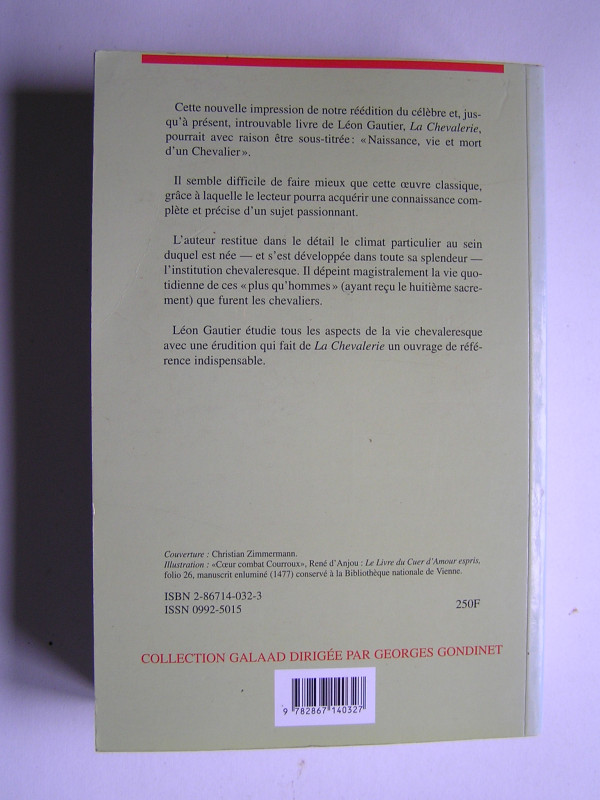 Cette nouvelle impression de notre réédition du célèbre et, jus-
qu'à présent, introuvable livre de Léon Gautier, La Chevalerie,
pourrait avec raison être sous-titrée : « Naissance, vie et mort
d'un Chevalier ».
Il semble difficile de faire mieux que cette œuvre classique,
grâce à laquelle le lecteur pourra acquérir une connaissance com-
plète et précise d'un sujet passionnant.
L'auteur restitue dans le détail le climat particulier au sein
duquel est née — et s'est développée dans toute sa splendeur —
l'institution chevaleresque. Il dépeint magistralement la vie quo-
tidienne de ces « plus qu'hommes » (ayant reçu le huitième sacre-
ment) que furent les chevaliers.
Léon Gautier étudie tous les aspects de la vie chevaleresque
avec une érudition qui fait de La Chevalerie un ouvrage de réfé-
rence indispensable.
Couverture : Christian Zimmermann.
Illustration : «Cœur combat Courroux», René d'Anjou : Le Livre du Cuer d'Amour espris,
folio 26, manuscrit enluminé (1477) conservé à la Bibliothèque nationale de Vienne.
ISBN 2-86714-032-3
ISSN 0992-5015
250F
COLLECTION GALAAD DIRIGÉE PAR GEORGES GONDINET
9 782867 140327